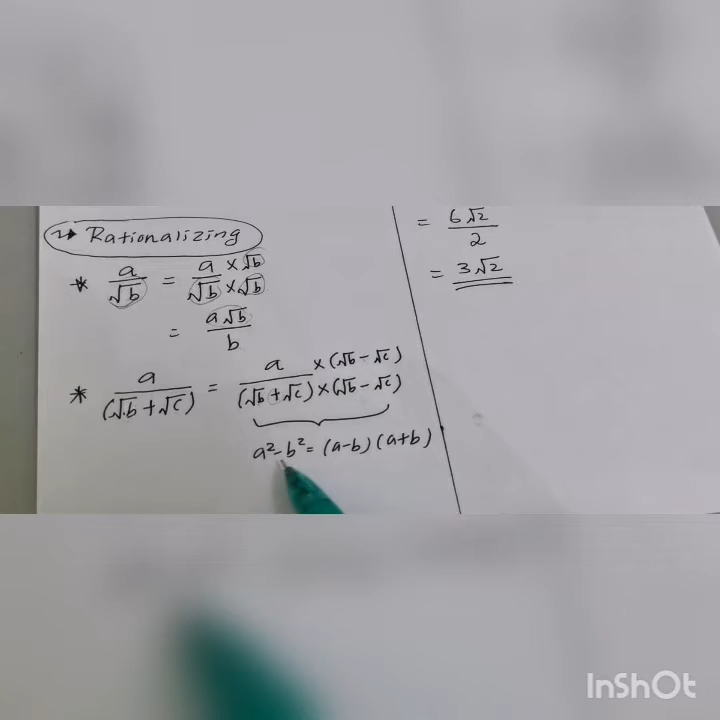 2→ Rationalizing
* a/√b = a × √b / √b × √b
= a√b/b
* a/(√b + √c) = a × (√b − √c) / (√b + √c) × (√b − √c)
a² − b² = (a−b) (a+b)
= 6√2/2
= 3√2
InShOt